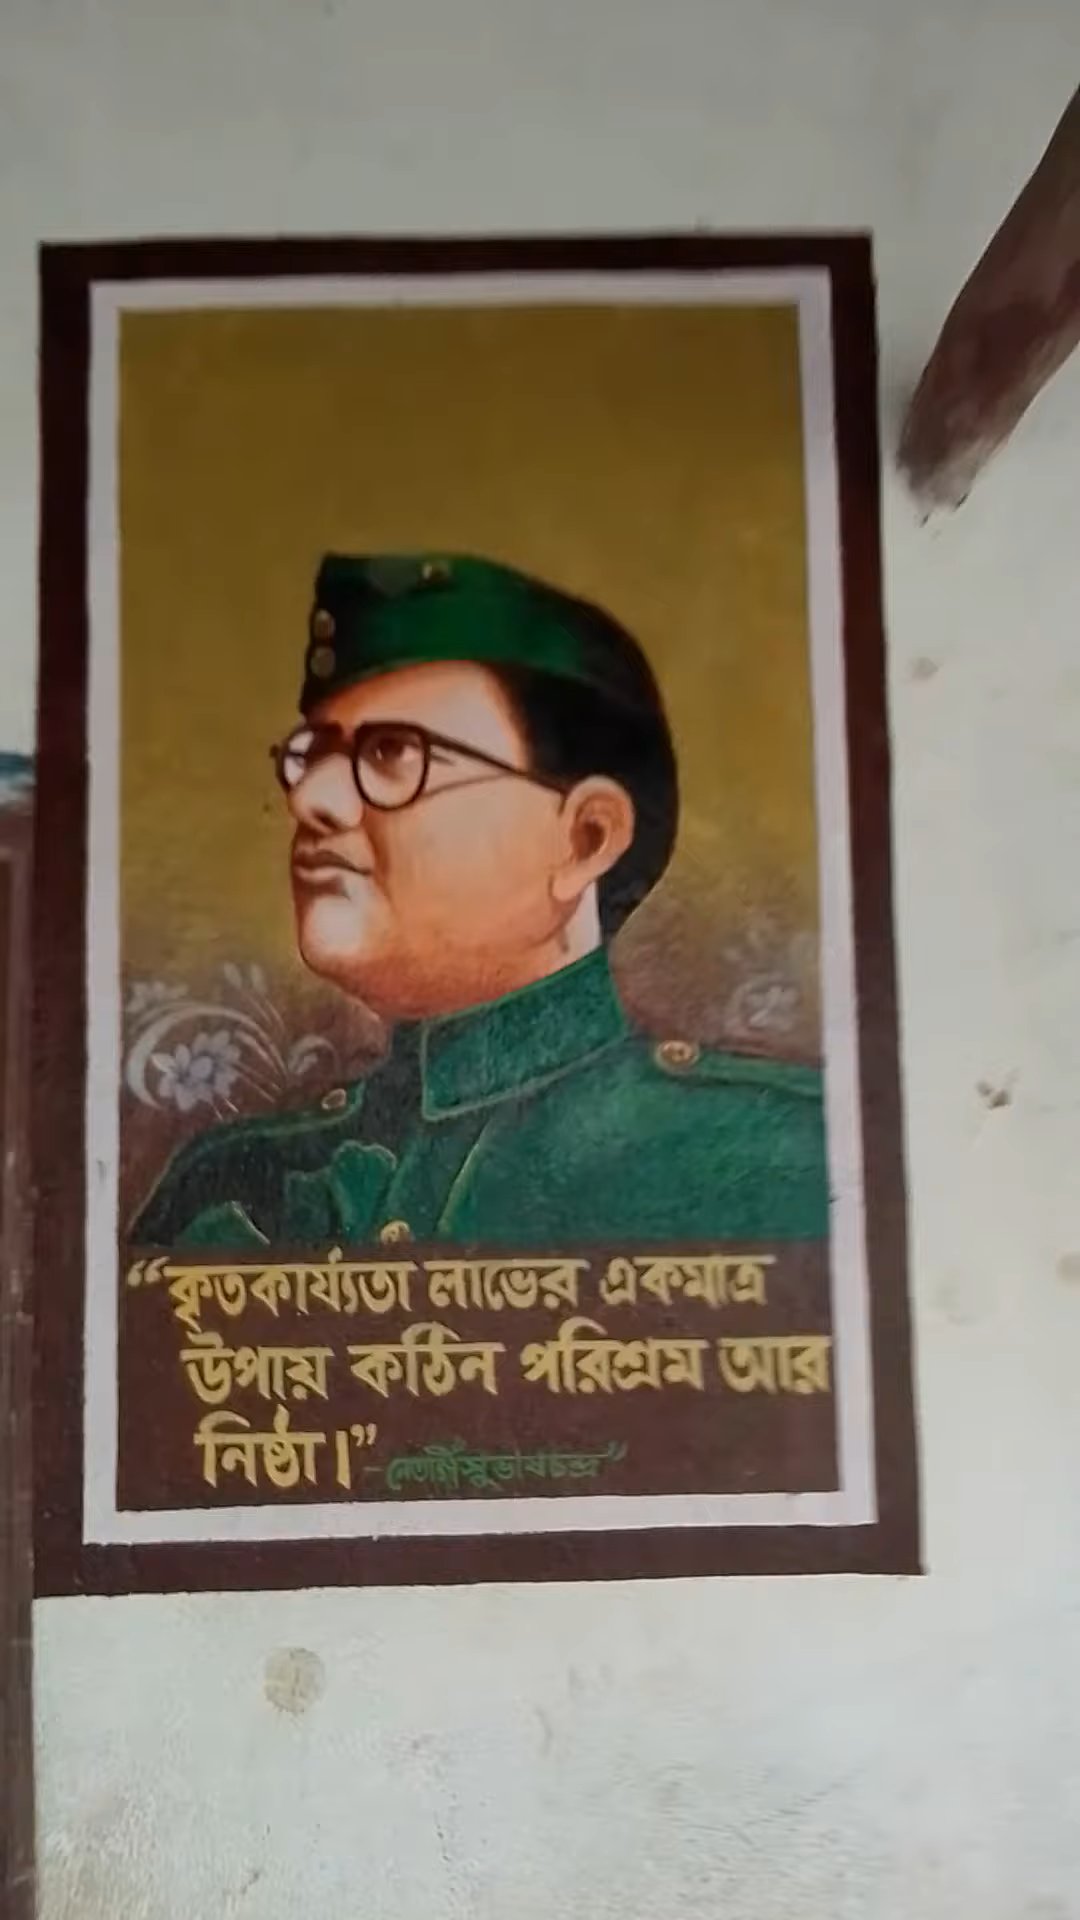 “কৃতকার্য্যতা লাভের একমাত্র
উপায় কঠিন পরিশ্রম আর
নিষ্ঠা।”
–নেতাজী সুভাষচন্দ্র”